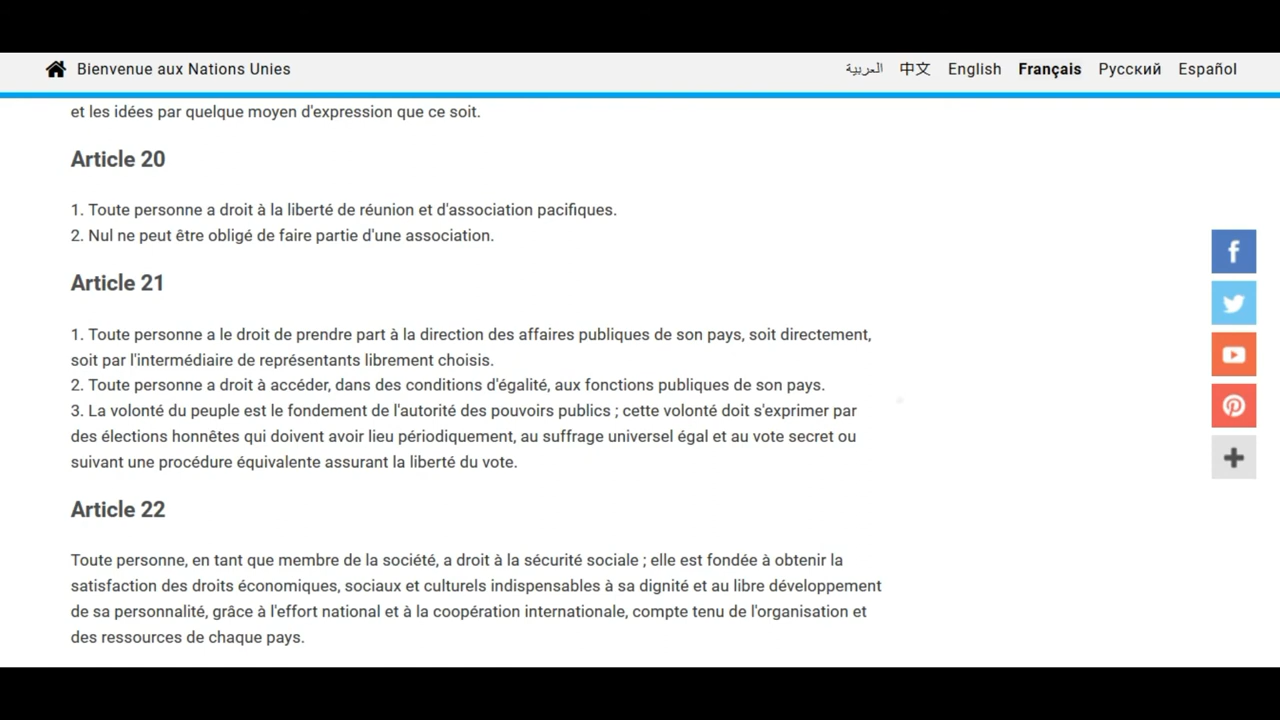 Bienvenue aux Nations Unies
العربية 中文 English Français Русский Español
et les idées par quelque moyen d'expression que ce soit.
Article 20
1. Toute personne a droit à la liberté de réunion et d'association pacifiques.
2. Nul ne peut être obligé de faire partie d'une association.
Article 21
1. Toute personne a le droit de prendre part à la direction des affaires publiques de son pays, soit directement,
soit par l'intermédiaire de représentants librement choisis.
2. Toute personne a droit à accéder, dans des conditions d'égalité, aux fonctions publiques de son pays.
3. La volonté du peuple est le fondement de l'autorité des pouvoirs publics ; cette volonté doit s'exprimer par
des élections honnêtes qui doivent avoir lieu périodiquement, au suffrage universel égal et au vote secret ou
suivant une procédure équivalente assurant la liberté du vote.
Article 22
Toute personne, en tant que membre de la société, a droit à la sécurité sociale ; elle est fondée à obtenir la
satisfaction des droits économiques, sociaux et culturels indispensables à sa dignité et au libre développement
de sa personnalité, grâce à l'effort national et à la coopération internationale, compte tenu de l'organisation et
des ressources de chaque pays.